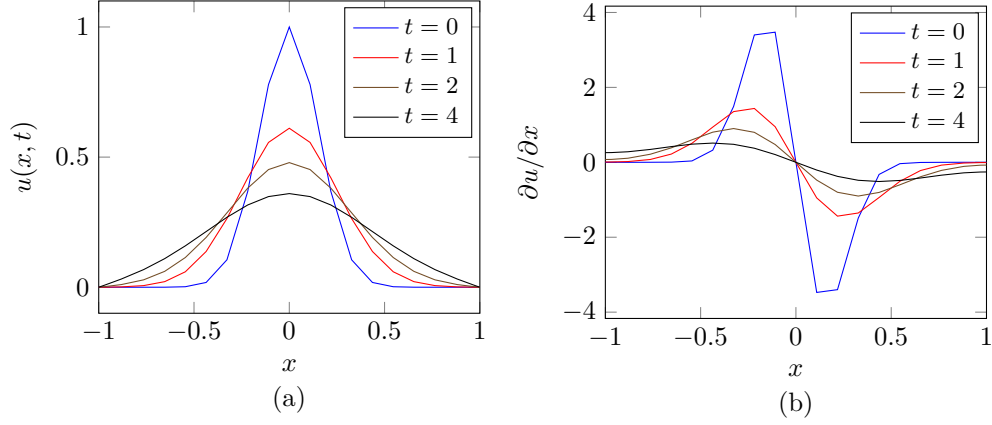 1
0.5
0
u(x, t)
−1
−0.5
0
0.5
1
x
t = 0
t = 1
t = 2
t = 4
(a)
4
2
0
−2
−4
∂u/∂x
−1
−0.5
0
0.5
1
x
t = 0
t = 1
t = 2
t = 4
(b)